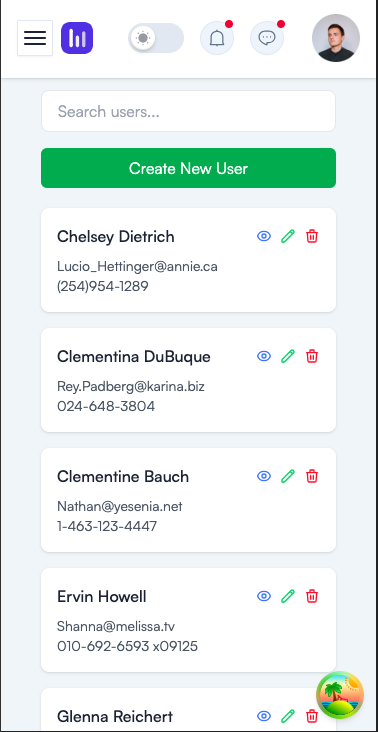 Search users...
Create New User
Chelsey Dietrich
Lucio_Hettinger@annie.ca
(254)954-1289
Clementina DuBuque
Rey.Padberg@karina.biz
024-648-3804
Clementine Bauch
Nathan@yesenia.net
1-463-123-4447
Ervin Howell
Shanna@melissa.tv
010-692-6593 x09125
Glenna Reichert